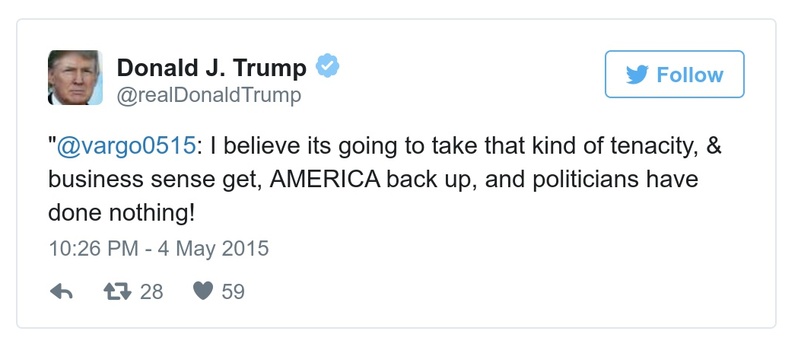 Donald J. Trump
@realDonaldTrump
Follow
"@vargo0515: I believe its going to take that kind of tenacity, &
business sense get, AMERICA back up, and politicians have
done nothing!
10:26 PM - 4 May 2015
28 59